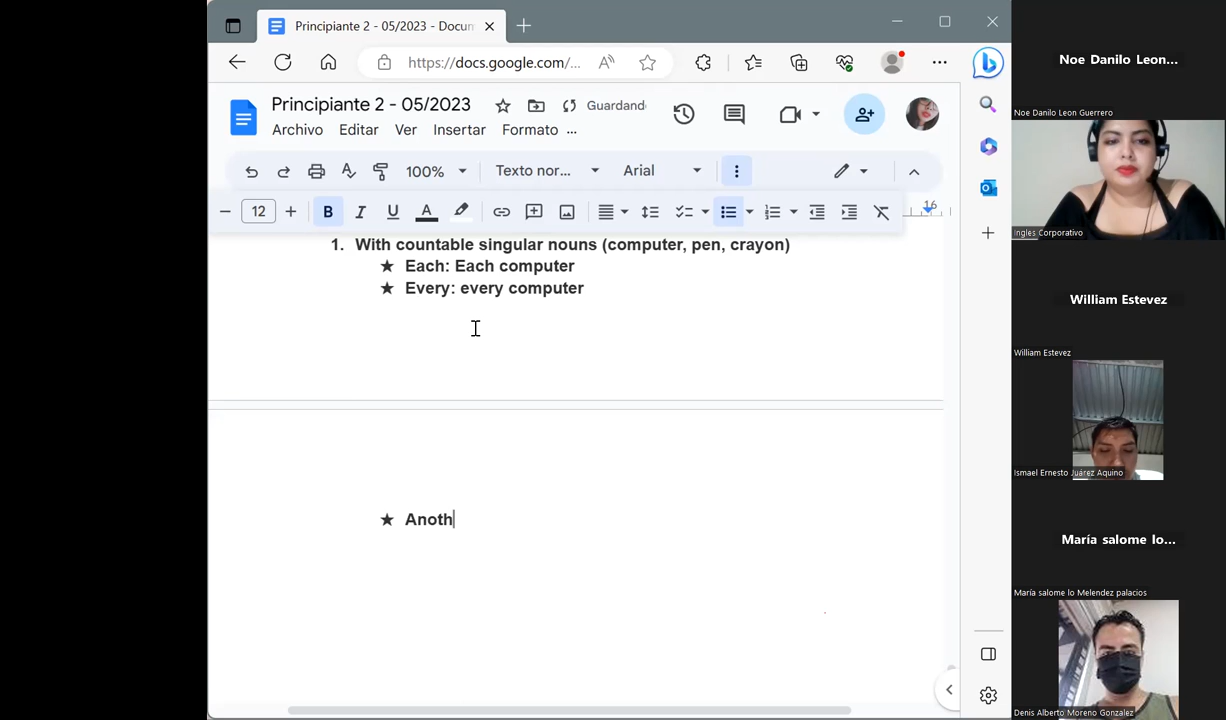 Principiante 2 - 05/2023 - Docum
https://docs.google.com/...
Principiante 2 - 05/2023
Guardand
Archivo Editar Ver Insertar Formato ...
100% Texto nor... Arial
12
16
1. With countable singular nouns (computer, pen, crayon)
★ Each: Each computer
★ Every: every computer
★ Anoth
Noe Danilo Leon...
Noe Danilo Leon Guerrero
Ingles Corporativo
William Estevez
William Estevez
Ismael Ernesto Juárez Aquino
María salome lo...
María salome lo Melendez palacios
Denis Alberto Moreno Gonzalez